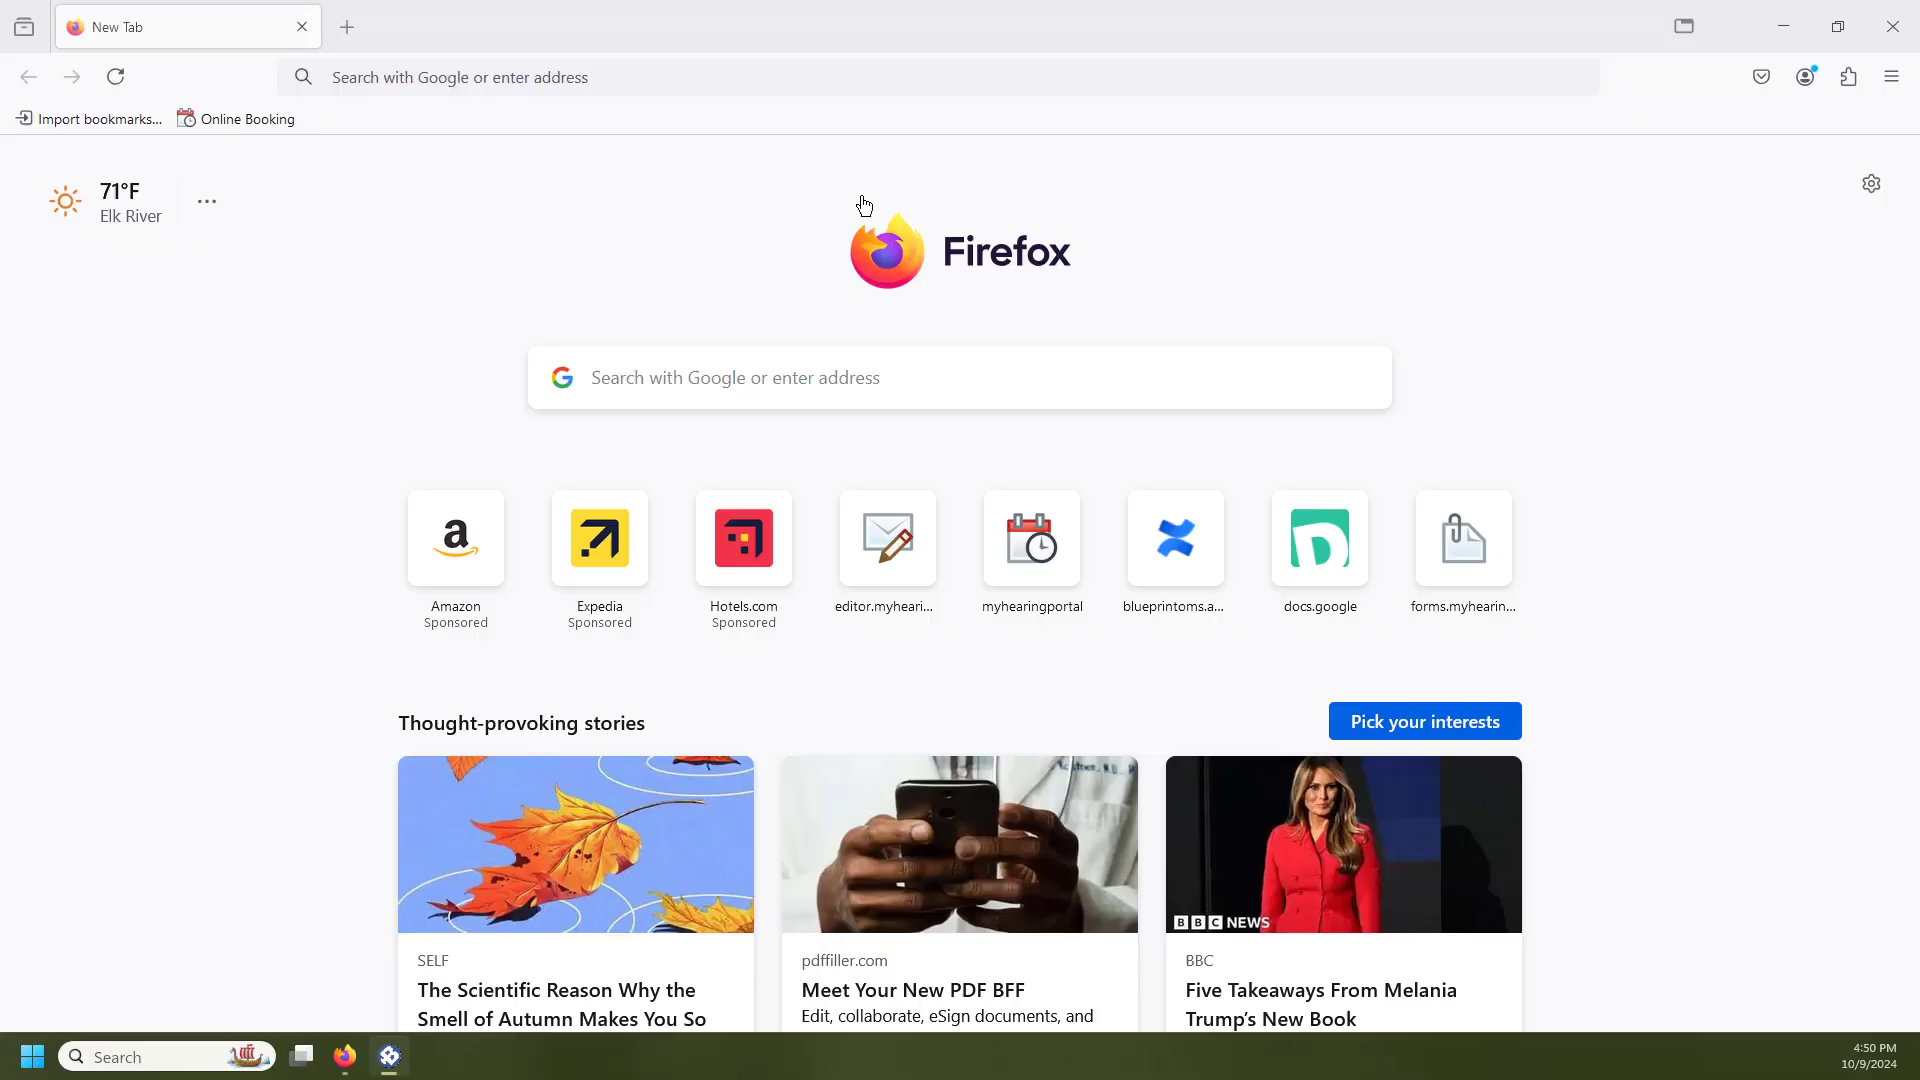 New Tab
Search with Google or enter address
Import bookmarks...
Online Booking
71°F
Elk River
Firefox
Search with Google or enter address
Amazon
Sponsored
Expedia
Sponsored
Hotels.com
Sponsored
editor.myheari...
myhearingportal
blueprintoms.a...
docs.google
forms.myhearin...
Thought-provoking stories
Pick your interests
BBC NEWS
SELF
The Scientific Reason Why the
Smell of Autumn Makes You So
pdffiller.com
Meet Your New PDF BFF
Edit, collaborate, eSign documents, and
BBC
Five Takeaways From Melania
Trump's New Book
Search
4:50 PM
10/9/2024